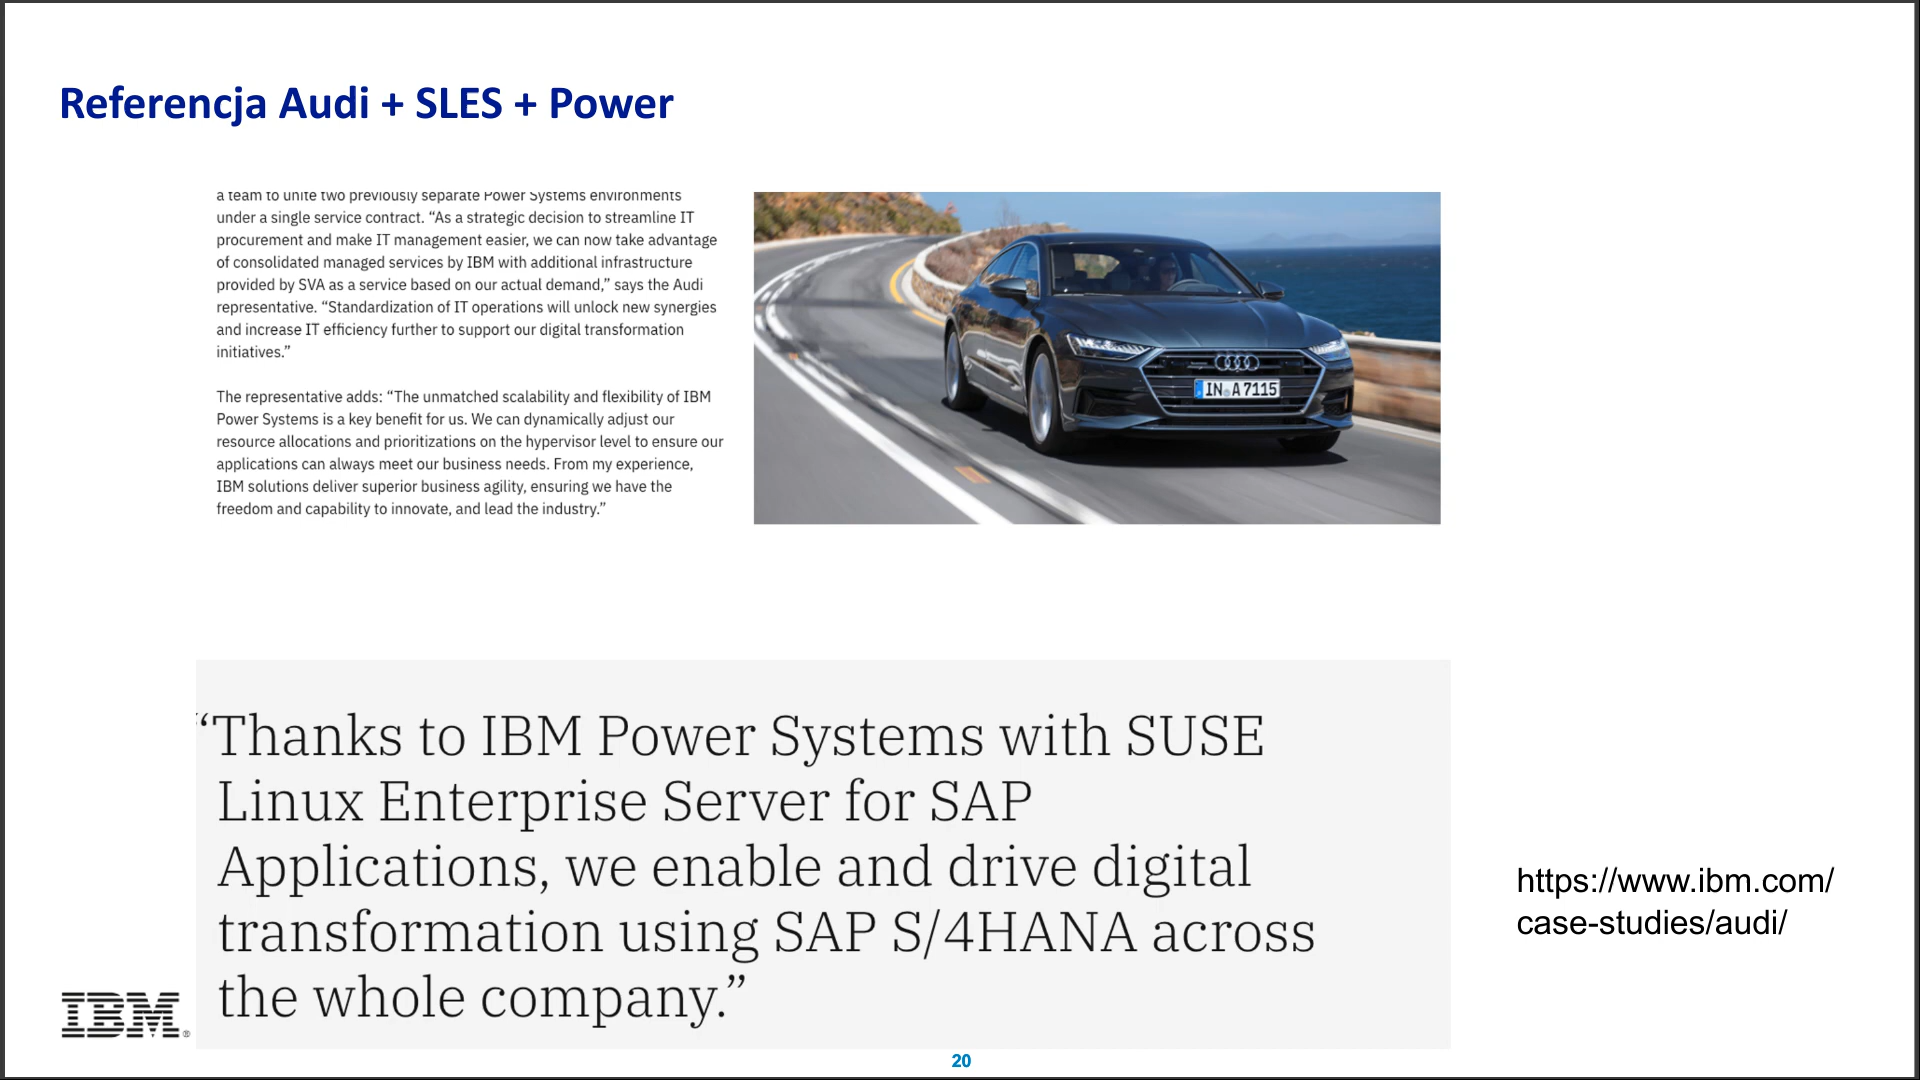 Referencja Audi + SLES + Power
a team to unite two previously separate Power Systems environments
under a single service contract. “As a strategic decision to streamline IT
procurement and make IT management easier, we can now take advantage
of consolidated managed services by IBM with additional infrastructure
provided by SVA as a service based on our actual demand,” says the Audi
representative. “Standardization of IT operations will unlock new synergies
and increase IT efficiency further to support our digital transformation
initiatives.”
The representative adds: “The unmatched scalability and flexibility of IBM
Power Systems is a key benefit for us. We can dynamically adjust our
resource allocations and prioritizations on the hypervisor level to ensure our
applications can always meet our business needs. From my experience,
IBM solutions deliver superior business agility, ensuring we have the
freedom and capability to innovate, and lead the industry.”
IN A 7115
“Thanks to IBM Power Systems with SUSE
Linux Enterprise Server for SAP
Applications, we enable and drive digital
transformation using SAP S/4HANA across
the whole company.”
https://www.ibm.com/
case-studies/audi/
IBM®
20